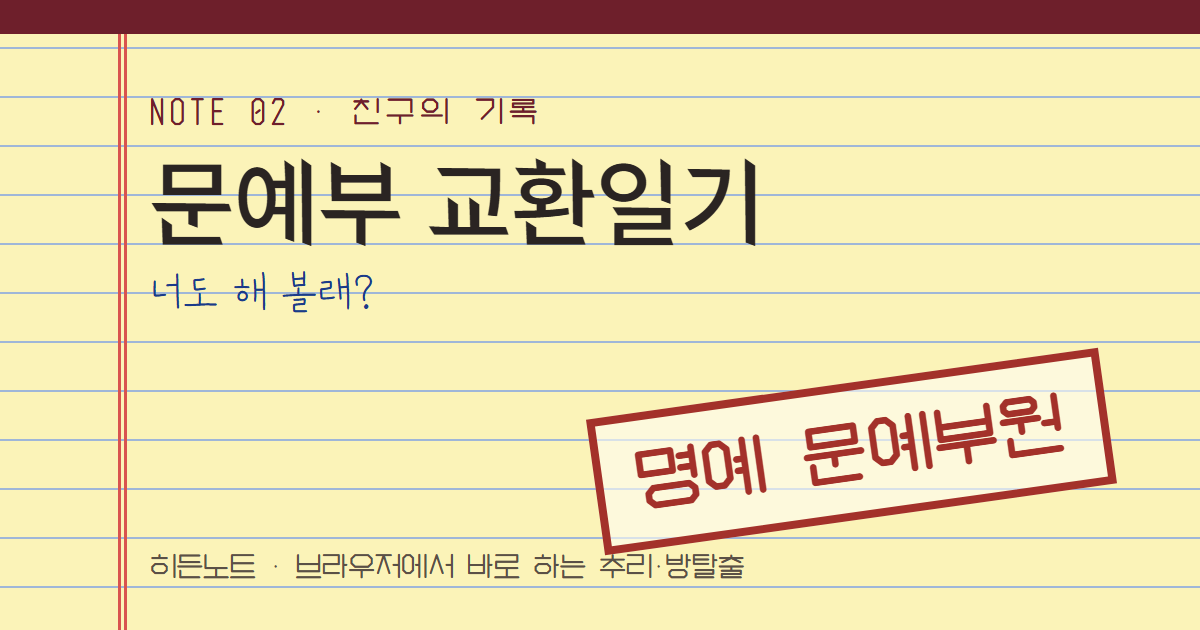 NOTE 02 · 친구의 기록
문예부 교환일기
너도 해 볼래?
명예 문예부원
히든노트 · 브라우저에서 바로 하는 추리·방탈출